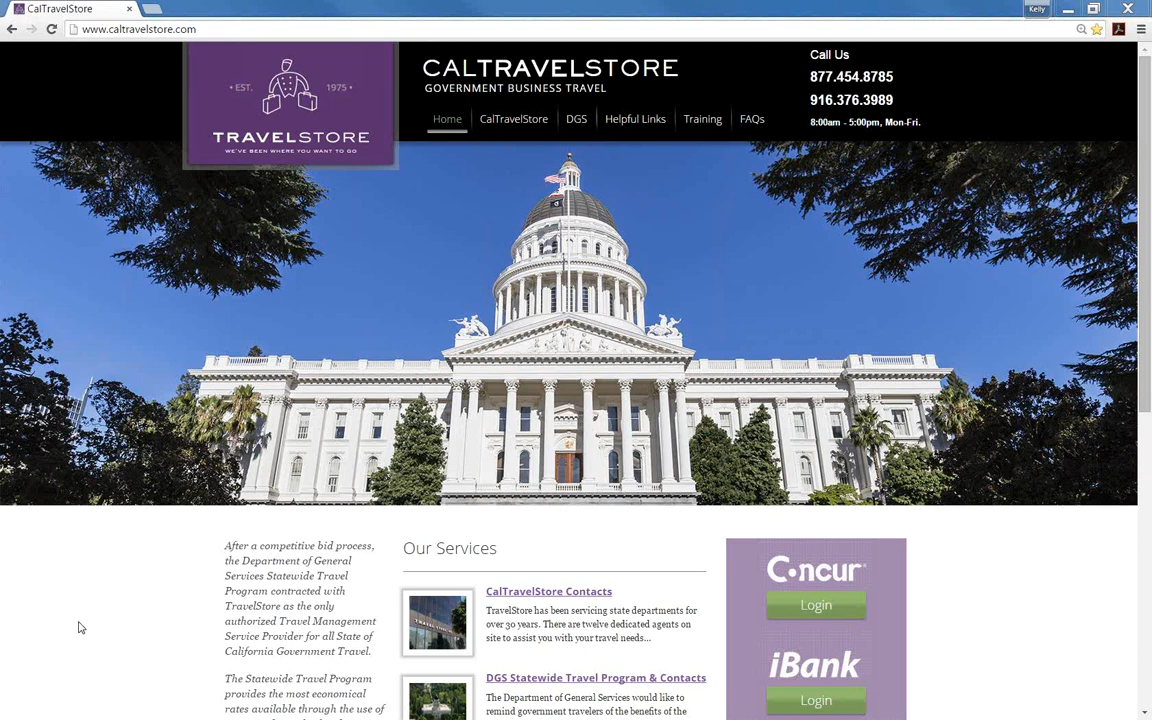 CalTravelStore
Kelly
www.caltravelstore.com
• EST. 1975 •
TRAVELSTORE
WE'VE BEEN WHERE YOU WANT TO GO
CALTRAVELSTORE
GOVERNMENT BUSINESS TRAVEL
Home CalTravelStore DGS Helpful Links Training FAQs
Call Us
877.454.8785
916.376.3989
8:00am - 5:00pm, Mon-Fri.
After a competitive bid process,
the Department of General
Services Statewide Travel
Program contracted with
TravelStore as the only
authorized Travel Management
Service Provider for all State of
California Government Travel.
The Statewide Travel Program
provides the most economical
rates available through the use of
Our Services
CalTravelStore Contacts
TravelStore has been servicing state departments for
over 30 years. There are twelve dedicated agents on
site to assist you with your travel needs...
DGS Statewide Travel Program & Contacts
The Department of General Services would like to
remind government travelers of the benefits of the
Concur
Login
iBank
Login